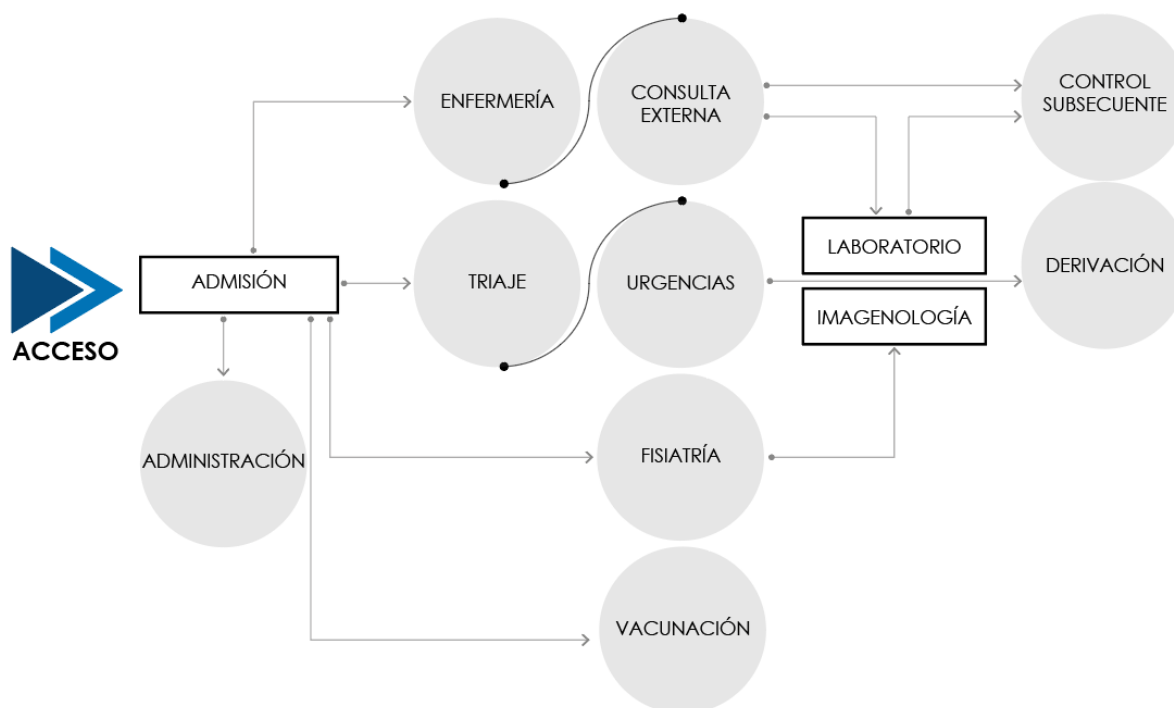 ENFERMERÍA
CONSULTA
EXTERNA
CONTROL
SUBSECUENTE
ADMISIÓN
TRIAJE
URGENCIAS
LABORATORIO
DERIVACIÓN
IMAGENOLOGÍA
ACCESO
ADMINISTRACIÓN
FISIATRÍA
VACUNACIÓN